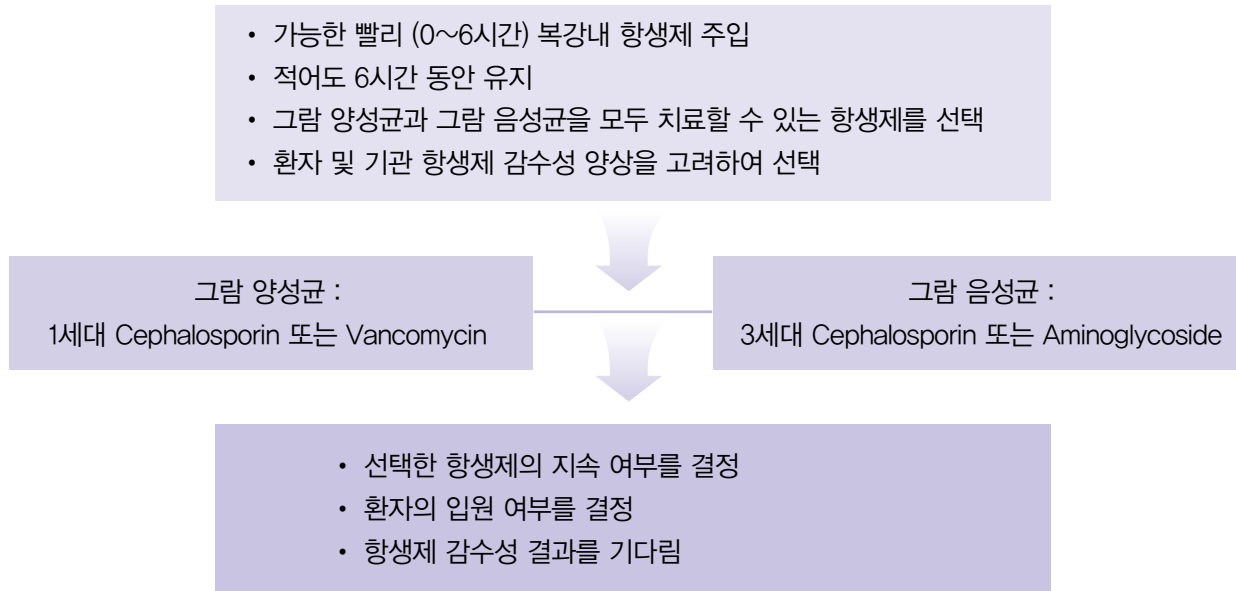 • 가능한 빨리 (0~6시간) 복강내 항생제 주입
• 적어도 6시간 동안 유지
• 그람 양성균과 그람 음성균을 모두 치료할 수 있는 항생제를 선택
• 환자 및 기관 항생제 감수성 양상을 고려하여 선택
그람 양성균 :
1세대 Cephalosporin 또는 Vancomycin
그람 음성균 :
3세대 Cephalosporin 또는 Aminoglycoside
• 선택한 항생제의 지속 여부를 결정
• 환자의 입원 여부를 결정
• 항생제 감수성 결과를 기다림